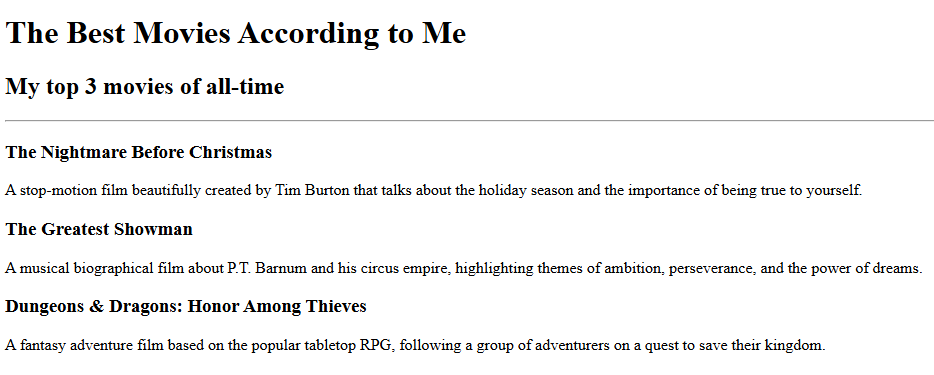 The Best Movies According to Me
My top 3 movies of all-time
The Nightmare Before Christmas
A stop-motion film beautifully created by Tim Burton that talks about the holiday season and the importance of being true to yourself.
The Greatest Showman
A musical biographical film about P.T. Barnum and his circus empire, highlighting themes of ambition, perseverance, and the power of dreams.
Dungeons & Dragons: Honor Among Thieves
A fantasy adventure film based on the popular tabletop RPG, following a group of adventurers on a quest to save their kingdom.